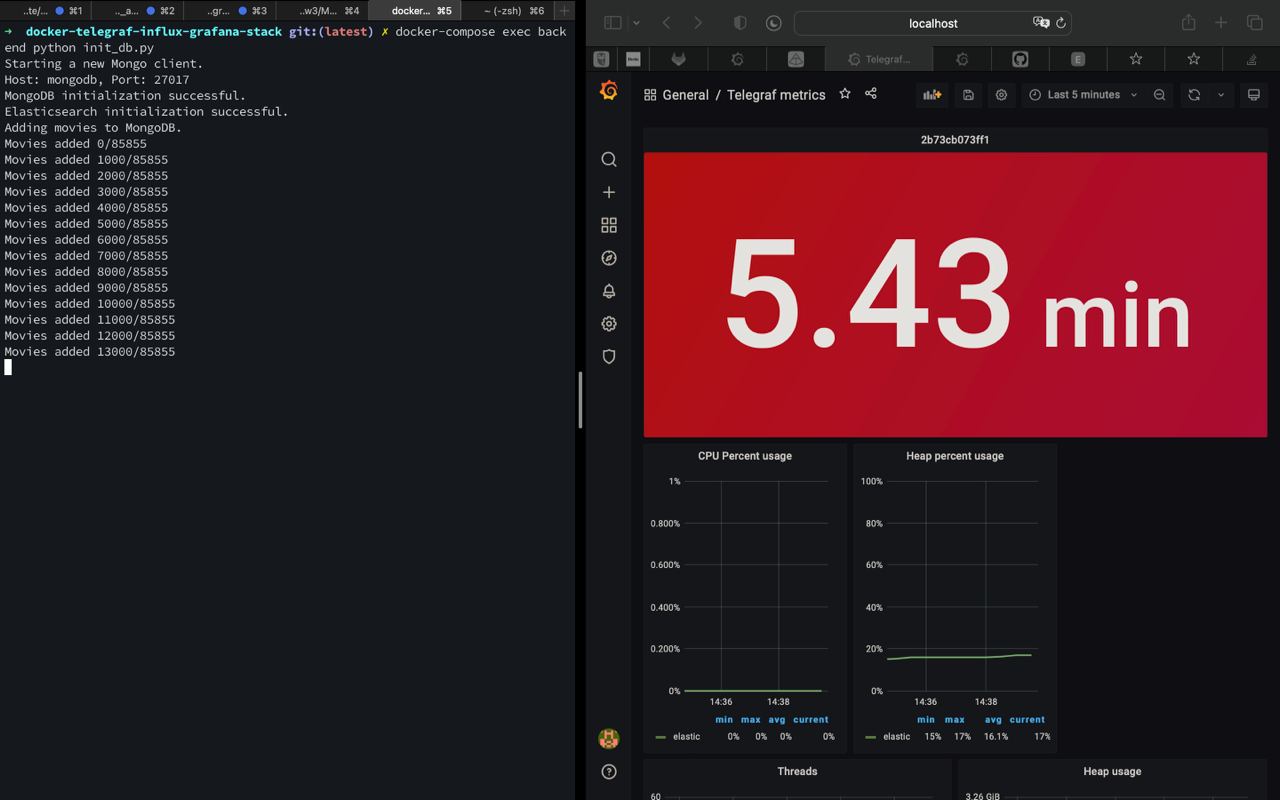 ..te/... ⌘1 .._a... ⌘2 ..gr... ⌘3 ..w3/M... ⌘4 docker... ⌘5 ~ (-zsh) ⌘6
➜ docker-telegraf-influx-grafana-stack git:(latest) ✗ docker-compose exec back
end python init_db.py
Starting a new Mongo client.
Host: mongodb, Port: 27017
MongoDB initialization successful.
Elasticsearch initialization successful.
Adding movies to MongoDB.
Movies added 0/85855
Movies added 1000/85855
Movies added 2000/85855
Movies added 3000/85855
Movies added 4000/85855
Movies added 5000/85855
Movies added 6000/85855
Movies added 7000/85855
Movies added 8000/85855
Movies added 9000/85855
Movies added 10000/85855
Movies added 11000/85855
Movies added 12000/85855
Movies added 13000/85855
localhost
Telegraf...
E
General / Telegraf metrics
Last 5 minutes
2b73cb073ff1
5.43 min
CPU Percent usage
1%
0.800%
0.600%
0.400%
0.200%
0%
14:36 14:38
min max avg current
elastic 0% 0% 0% 0%
Heap percent usage
100%
80%
60%
40%
20%
0%
14:36 14:38
min max avg current
elastic 15% 17% 16.1% 17%
Threads
60
Heap usage
3.26 GiB